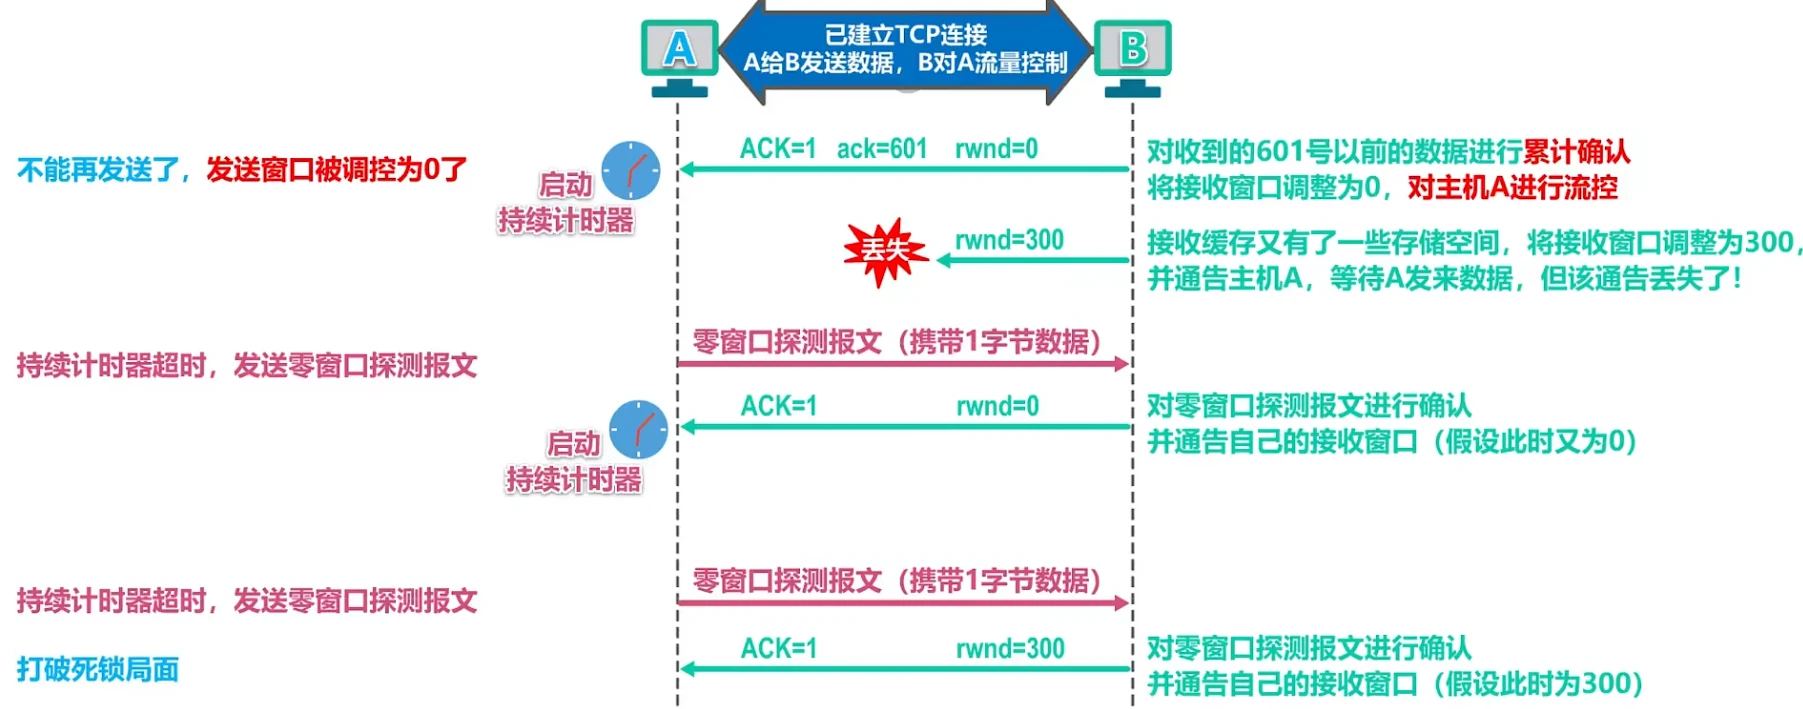 已建立TCP连接
A给B发送数据，B对A流量控制
A
B
不能再发送了，发送窗口被调控为0了
启动
持续计时器
ACK=1 ack=601 rwnd=0
对收到的601号以前的数据进行累计确认
将接收窗口调整为0，对主机A进行流控
丢失
rwnd=300
接收缓存又有了一些存储空间，将接收窗口调整为300，
并通告主机A，等待A发来数据，但该通告丢失了！
持续计时器超时，发送零窗口探测报文
零窗口探测报文（携带1字节数据）
启动
持续计时器
ACK=1 rwnd=0
对零窗口探测报文进行确认
并通告自己的接收窗口（假设此时又为0）
持续计时器超时，发送零窗口探测报文
零窗口探测报文（携带1字节数据）
打破死锁局面
ACK=1 rwnd=300
对零窗口探测报文进行确认
并通告自己的接收窗口（假设此时为300）